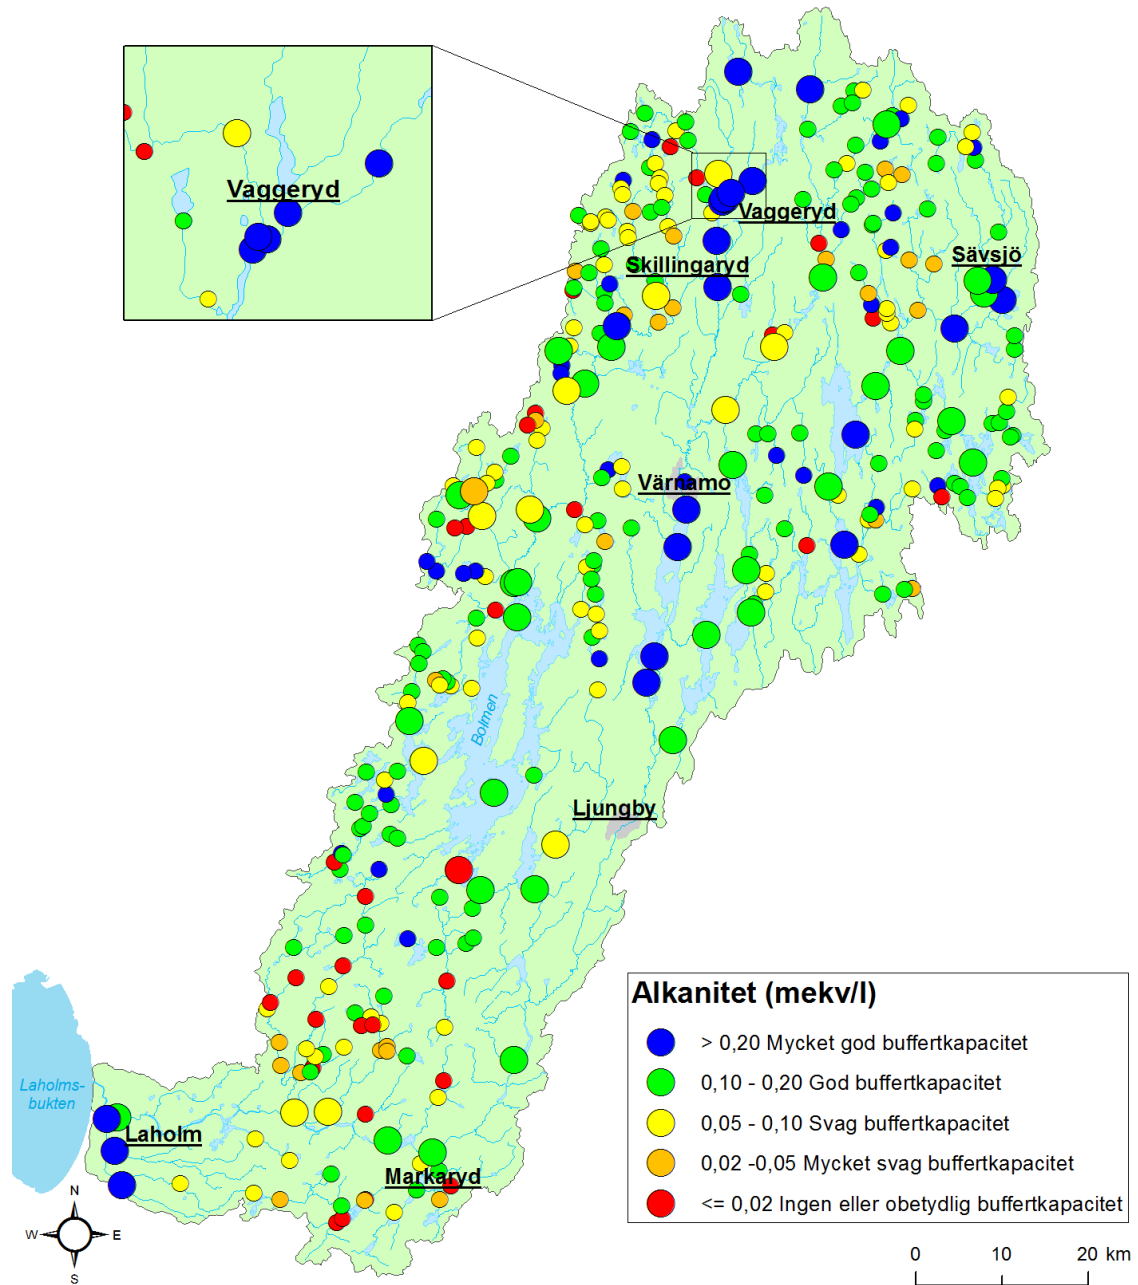 Vaggeryd
Vaggeryd
Sävsjö
Skillingaryd
Värnamo
Bolmen
Ljungby
Alkanitet (mekv/l)
> 0,20 Mycket god buffertkapacitet
0,10 - 0,20 God buffertkapacitet
0,05 - 0,10 Svag buffertkapacitet
0,02 -0,05 Mycket svag buffertkapacitet
<= 0,02 Ingen eller obetydlig buffertkapacitet
Laholms-
bukten
Laholm
Markaryd
N
W E
S
0 10 20 km